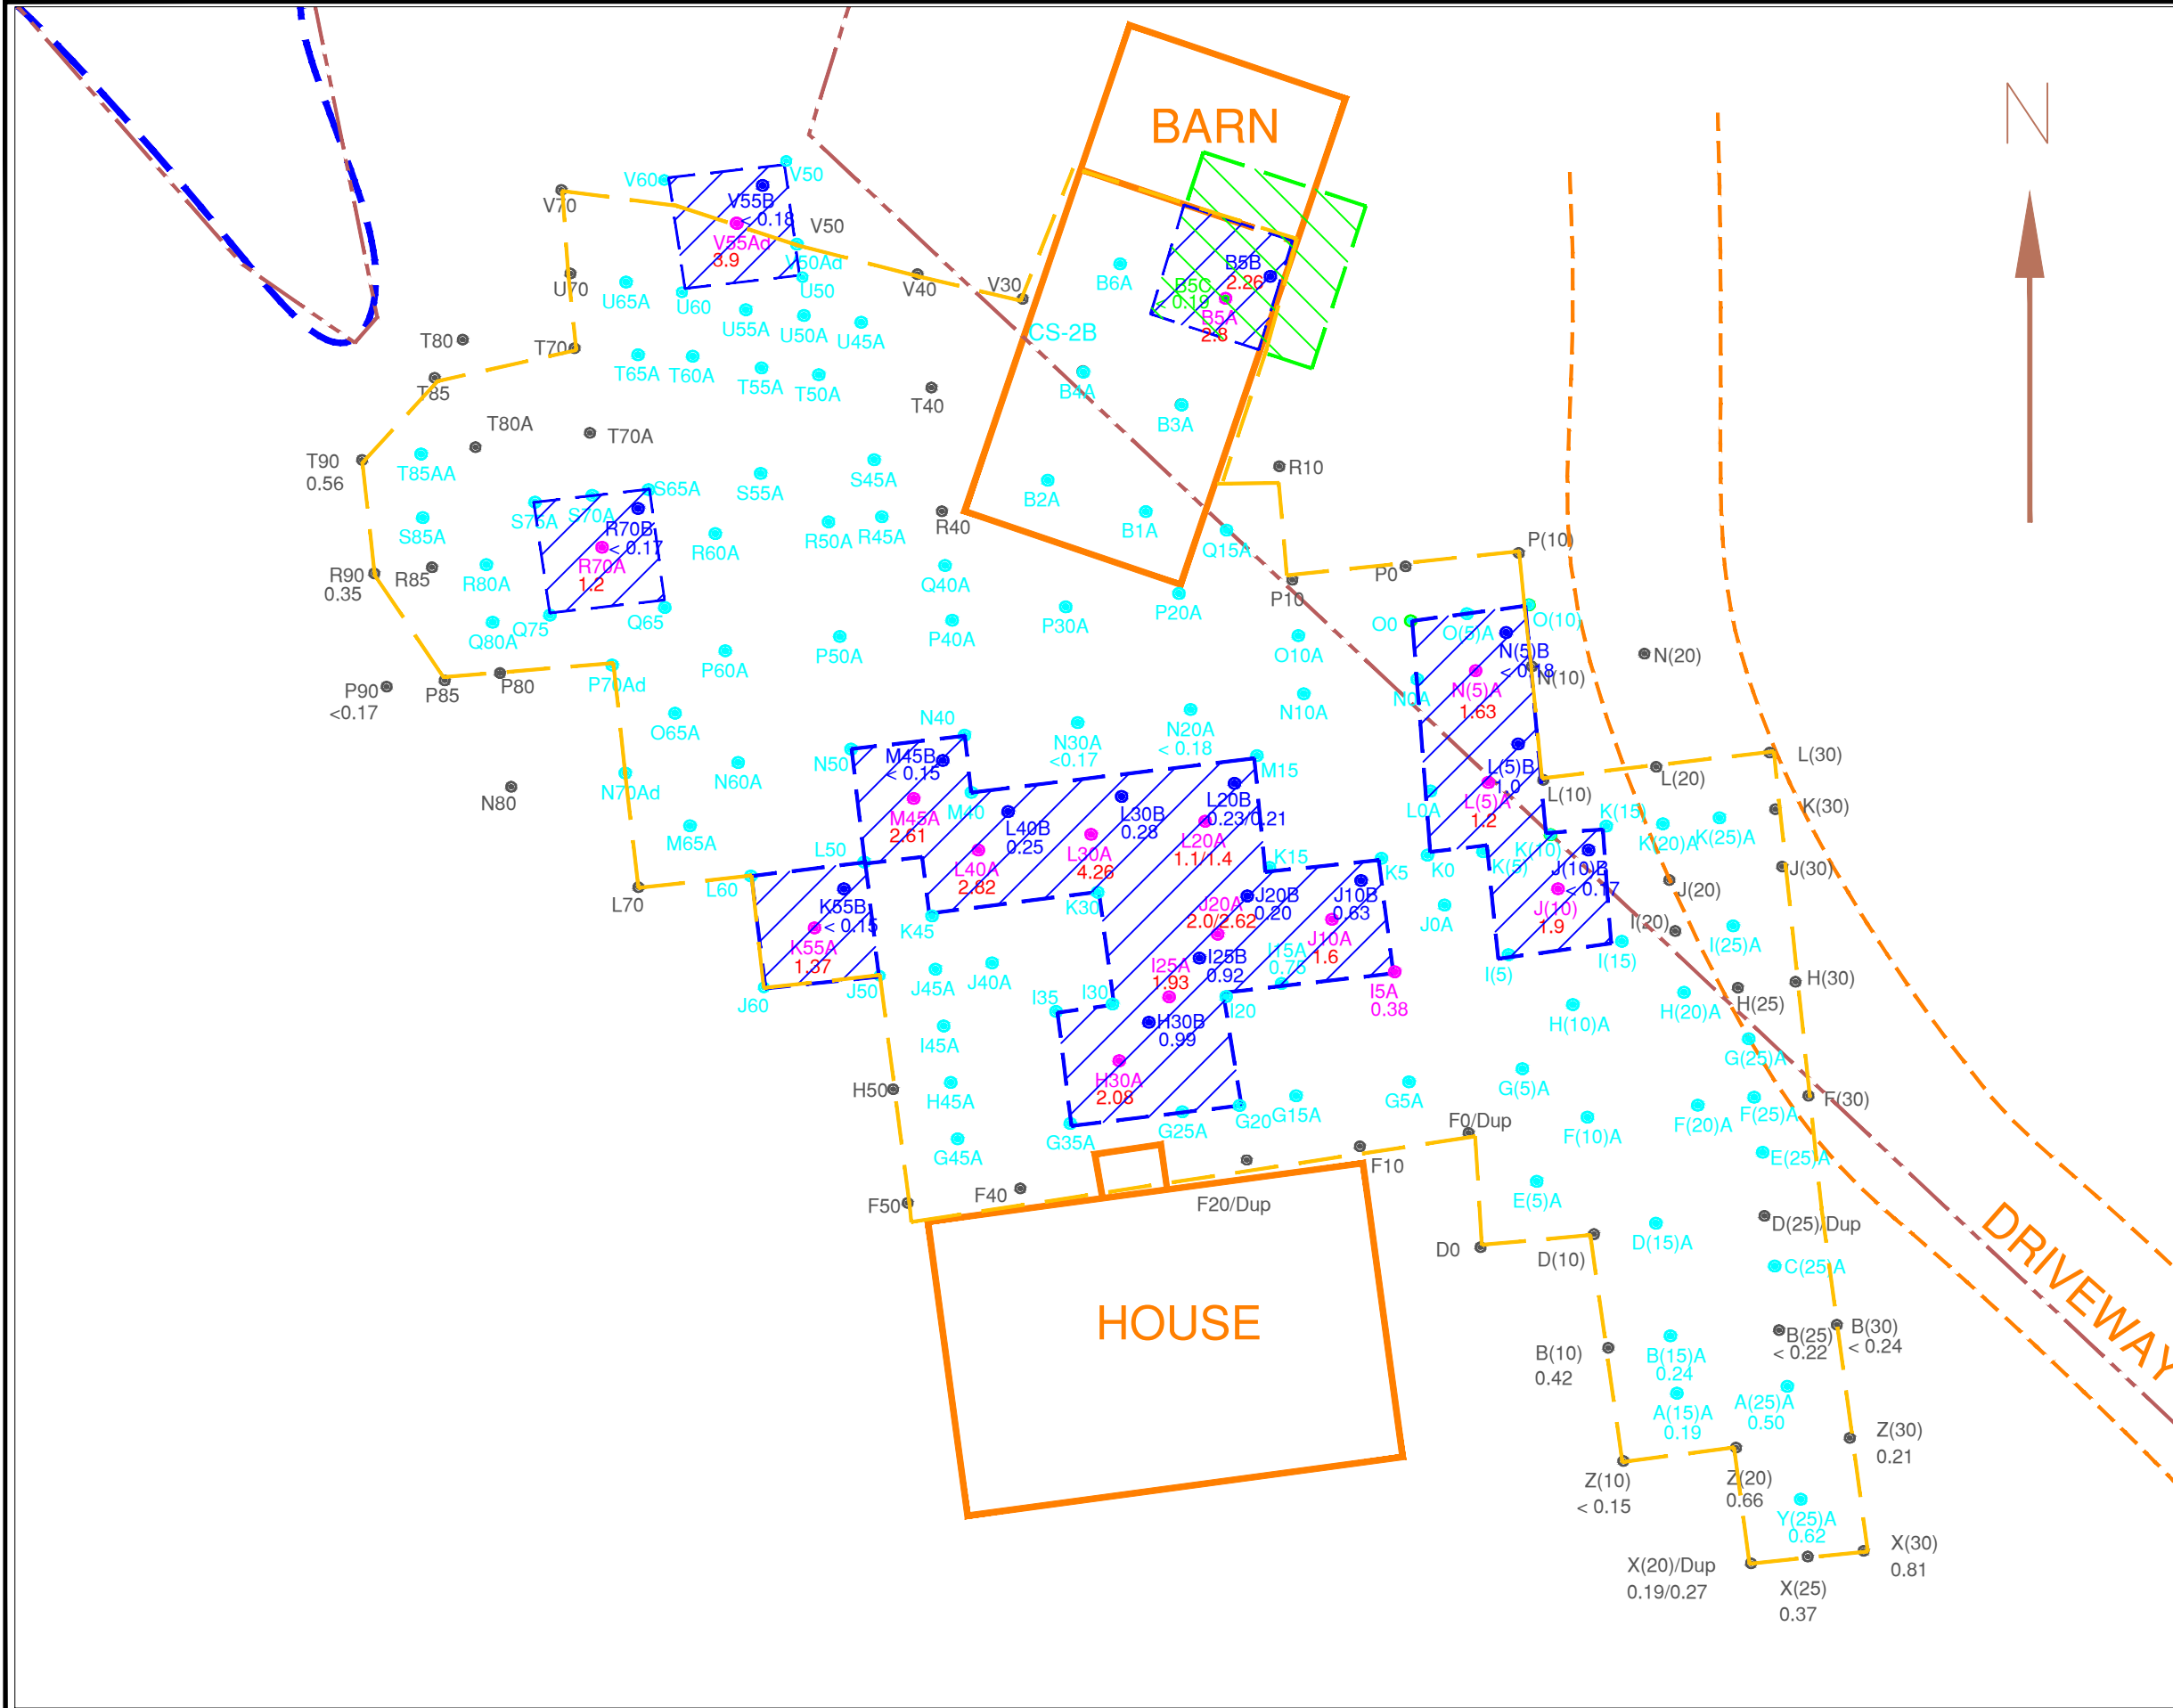 BARN
N
V60
V50
V70
V55B
< 0.18
V50
V55Ad
3.9
V50Ad
B6A
B5B
2.26
B5C
< 0.19
B5A
2.8
U70
U65A
U60
U50
V40
V30
U55A
U50A
U45A
CS-2B
T80
T70
T65A
T60A
T55A
T50A
B4A
T85
T40
B3A
T80A
T70A
T90
0.56
T85AA
S55A
S45A
R10
S75A
S70A
S65A
B2A
S85A
R70B
< 0.17
R60A
R50A
R45A
R40
B1A
Q15A
P(10)
R90
0.35
R85
R80A
R70A
1.2
Q40A
P0
P10
Q80A
Q75
Q65
P60A
P50A
P40A
P30A
P20A
O10A
O0
O(5)A
O(10)
P90
<0.17
P85
P80
P70Ad
N(5)B
< 0.18
N(10)
N(20)
N0A
N(5)A
1.63
O65A
N40
N30A
<0.17
N20A
< 0.18
N10A
N80
N70Ad
N60A
N50
M45B
< 0.15
M15
L(5)B
1.0
L(20)
L(30)
M65A
M45A
2.61
M40
L40B
0.25
L30B
0.28
L20B
0.23/0.21
L0A
L(5)A
1.2
L(10)
K(15)
K(20)A
K(25)A
K(30)
L50
L40A
2.82
L30A
4.26
L20A
1.1/1.4
K15
K5
K0
K(5)
K(10)
J(10)B
< 0.17
J(20)
J(30)
L70
L60
K55B
< 0.15
K45
K30
J20A
2.0/2.62
J20B
0.20
J10B
0.63
J0A
J(10)
1.9
I(20)
I(25)A
K55A
1.37
I25A
1.93
I25B
0.92
I15A
0.75
J10A
1.6
I(5)
I(15)
J60
J50
J45A
J40A
I35
I30
I20
I5A
0.38
H(10)A
H(20)A
H(25)
H(30)
I45A
H30B
0.99
G(25)A
H50
H45A
H30A
2.08
G5A
G(5)A
F(30)
G45A
G35A
G25A
G20
G15A
F0/Dup
F(10)A
F(20)A
F(25)A
F50
F40
F20/Dup
F10
E(5)A
E(25)A
D0
D(10)
D(15)A
D(25)/Dup
C(25)A
DRIVEWAY
HOUSE
B(10)
0.42
B(15)A
0.24
B(25)
< 0.22
B(30)
< 0.24
A(15)A
0.19
A(25)A
0.50
Z(30)
0.21
Z(10)
< 0.15
Z(20)
0.66
Y(25)A
0.62
X(20)/Dup
0.19/0.27
X(25)
0.37
X(30)
0.81